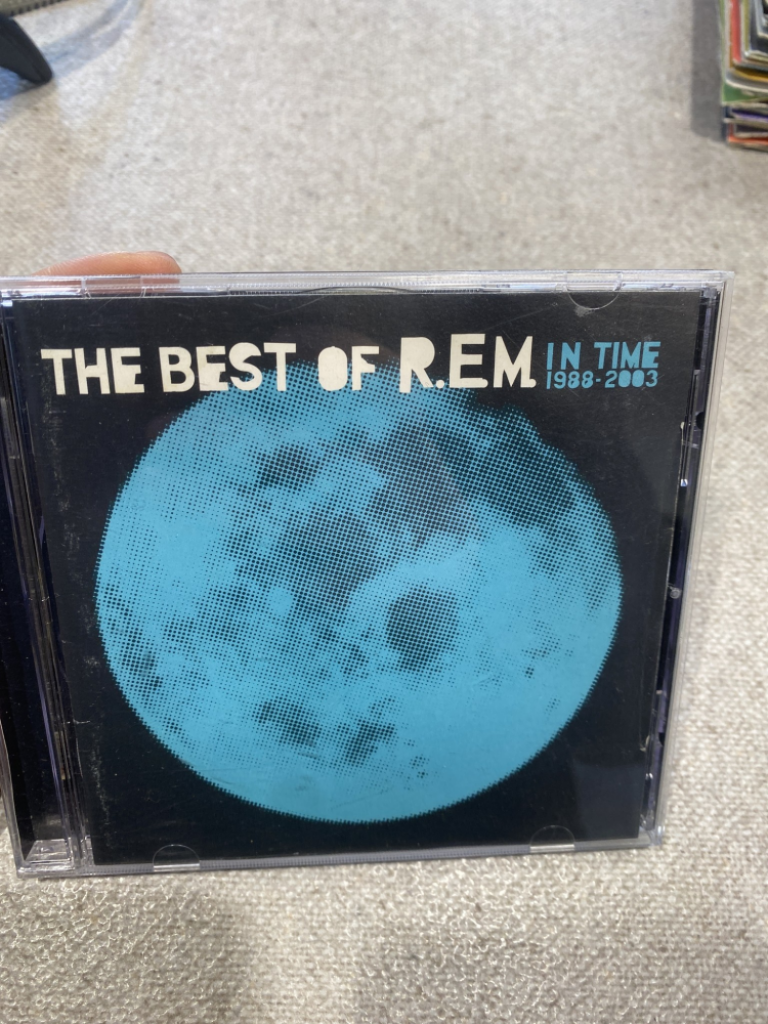 THE BEST OF R.E.M. IN TIME
1988-2003